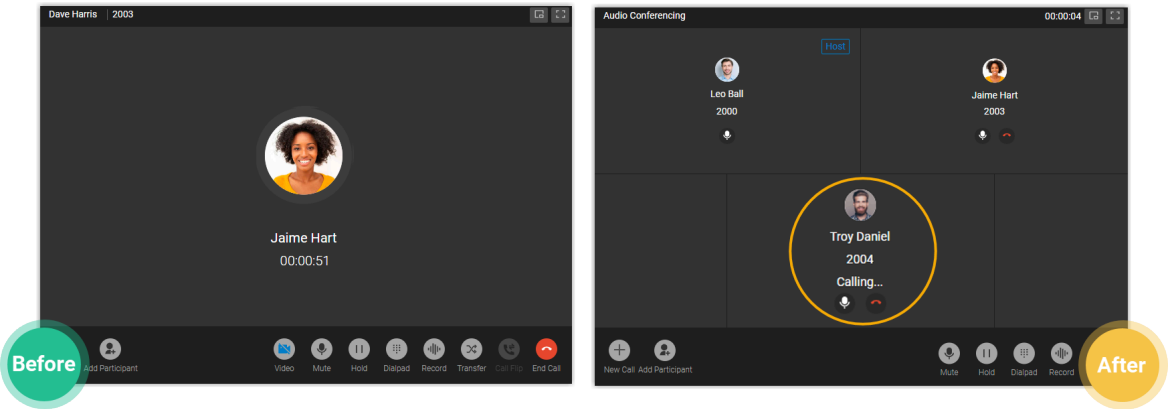 Dave Harris | 2003
Jaime Hart
00:00:51
Before
Add Participant
Video
Mute
Hold
Dialpad
Record
Transfer
Call Flip
End Call
Audio Conferencing
00:00:04
Host
Leo Ball
2000
Jaime Hart
2003
Troy Daniel
2004
Calling...
New Call
Add Participant
Mute
Hold
Dialpad
Record
After